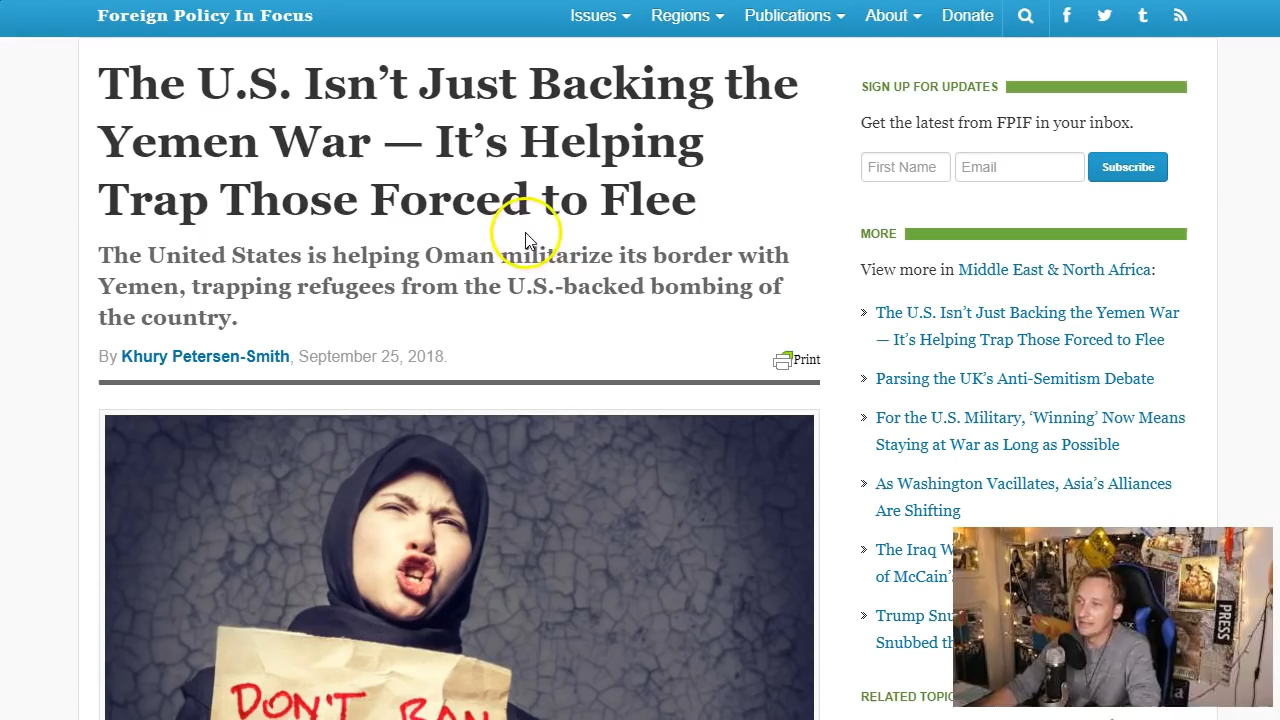 Foreign Policy In Focus
Issues
Regions
Publications
About
Donate
The U.S. Isn't Just Backing the
Yemen War — It's Helping
Trap Those Forced to Flee
The United States is helping Oman militarize its border with
Yemen, trapping refugees from the U.S.-backed bombing of
the country.
By Khury Petersen-Smith, September 25, 2018.
Print
DON'T BAN
SIGN UP FOR UPDATES
Get the latest from FPIF in your inbox.
First Name
Email
Subscribe
MORE
View more in Middle East & North Africa:
The U.S. Isn't Just Backing the Yemen War
— It's Helping Trap Those Forced to Flee
Parsing the UK's Anti-Semitism Debate
For the U.S. Military, 'Winning' Now Means
Staying at War as Long as Possible
As Washington Vacillates, Asia's Alliances
Are Shifting
The Iraq
of McCain's
Trump
Snubbed
RELATED
PRESS